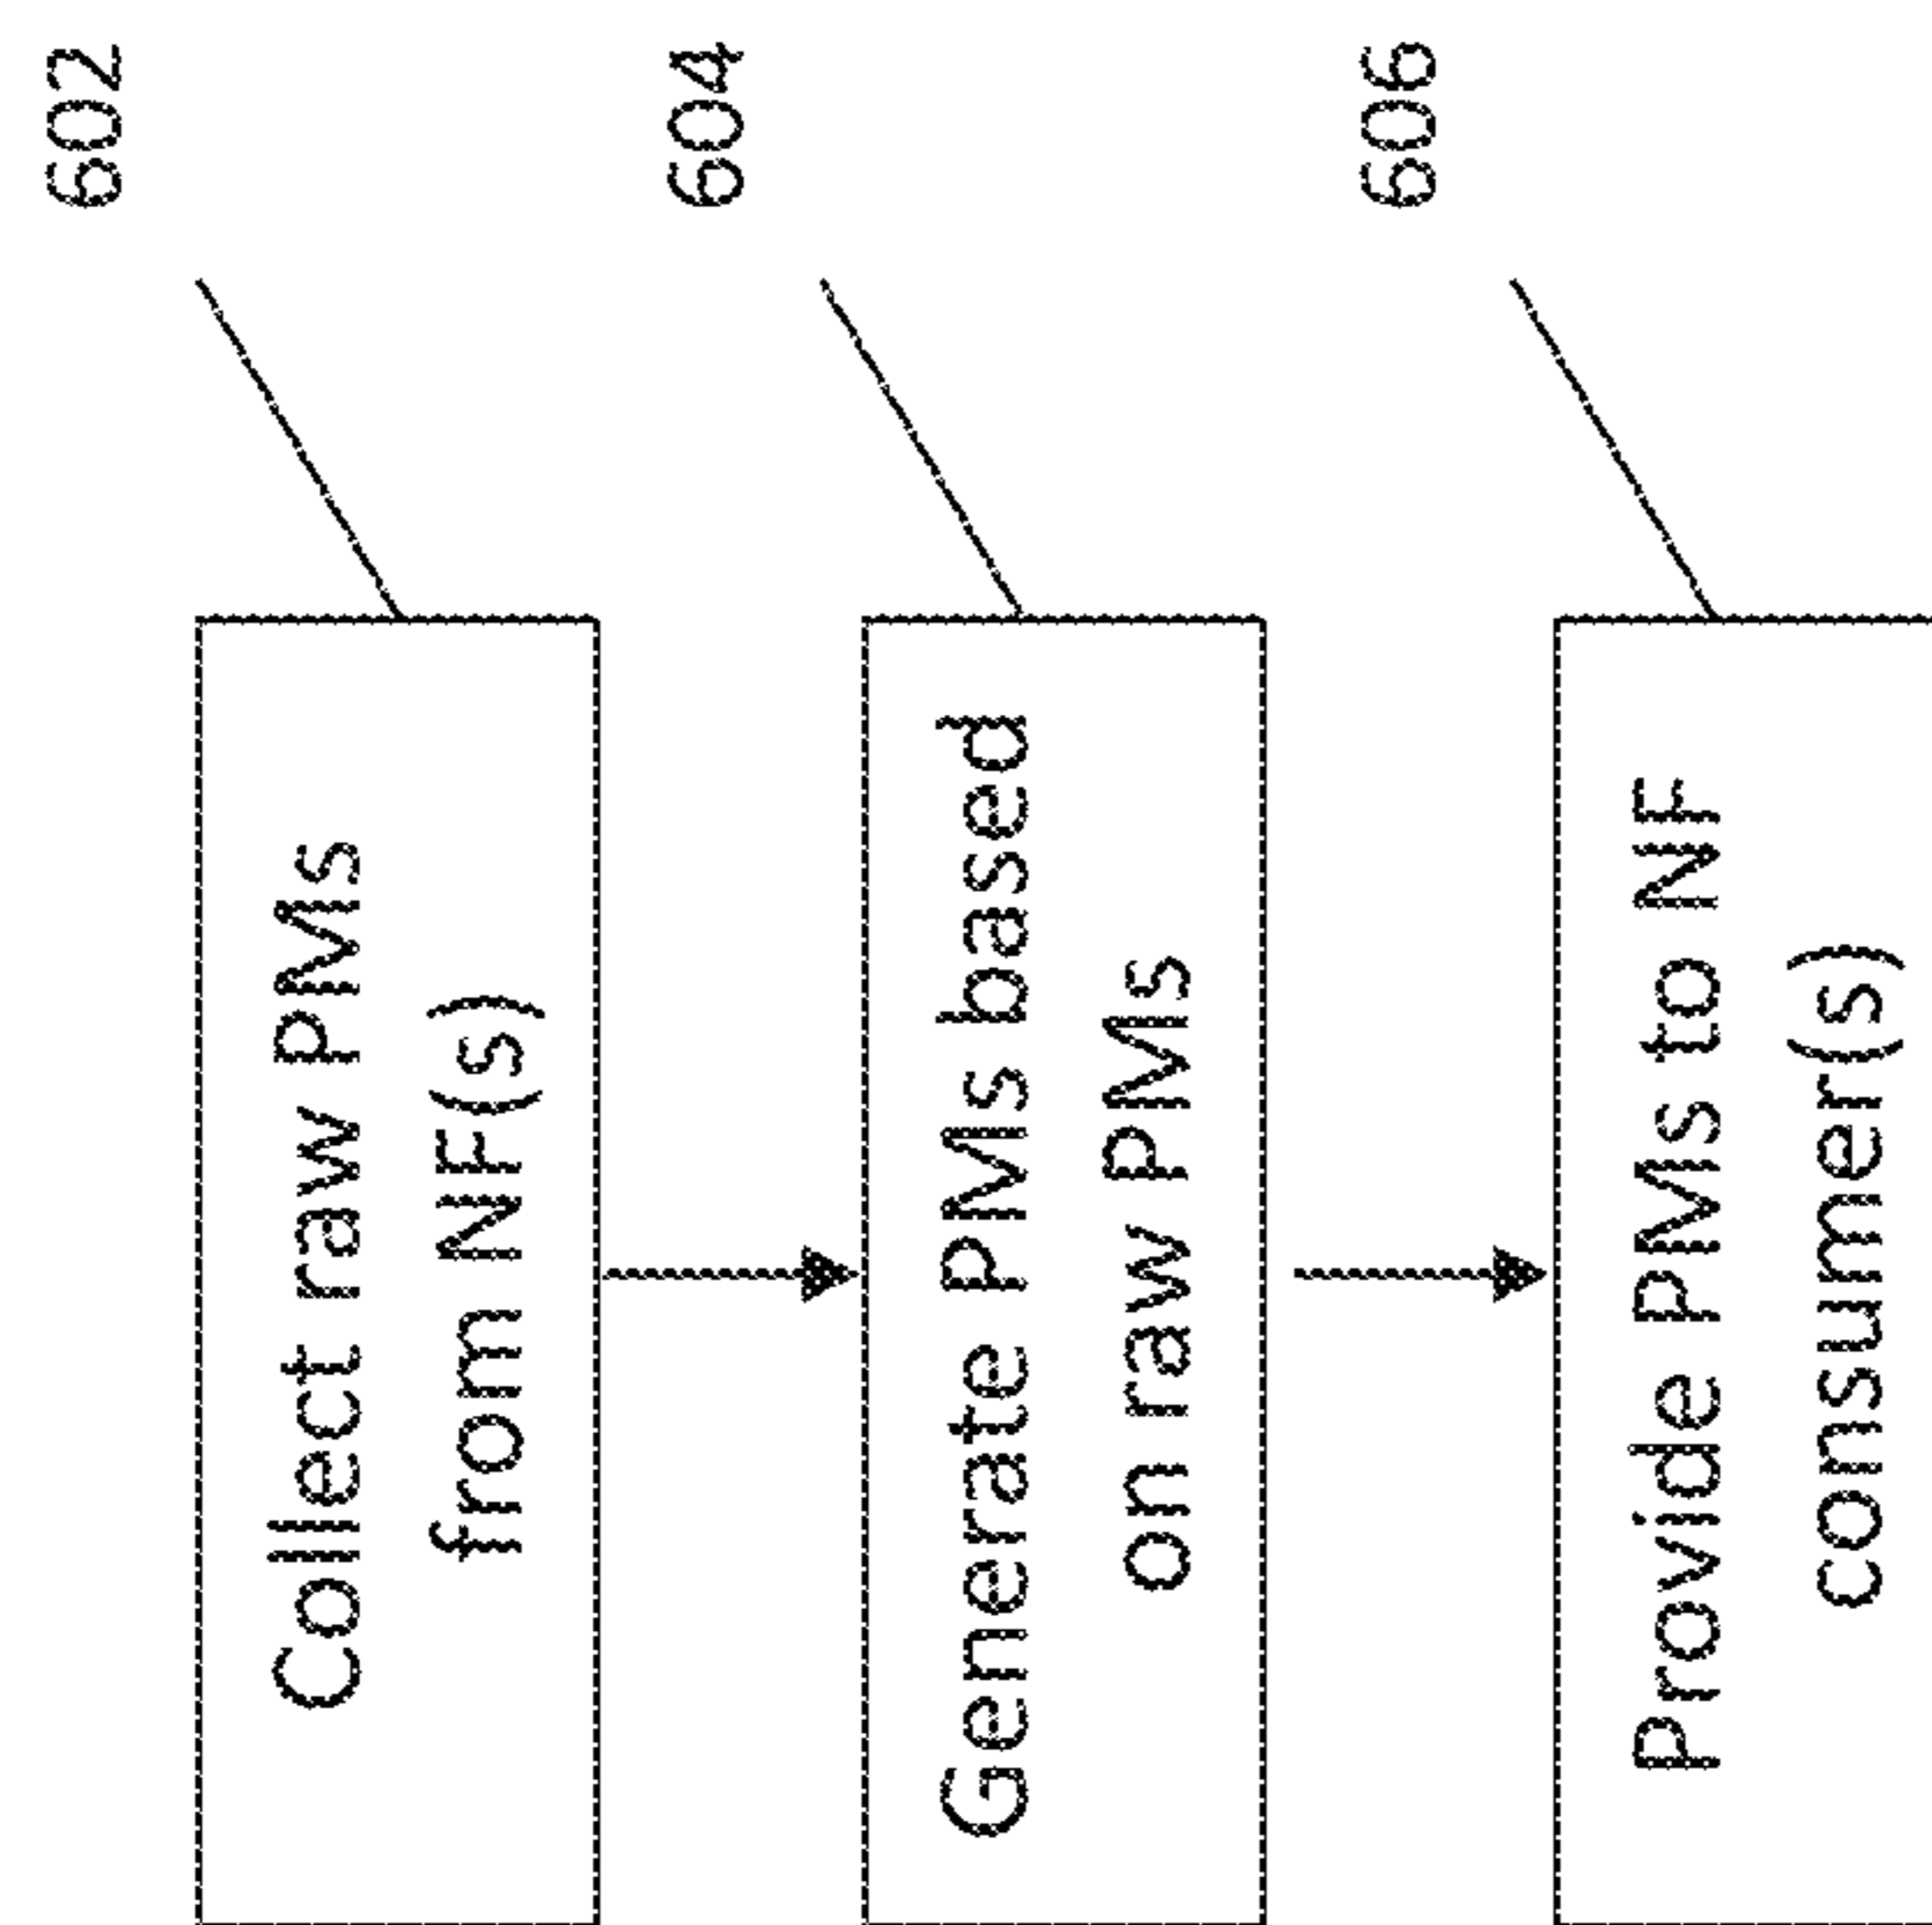 602
Collect raw PMs
from NF(s)
604
Generate PMs based
on raw PMs
606
Provide PMs to NF
consumer(s)